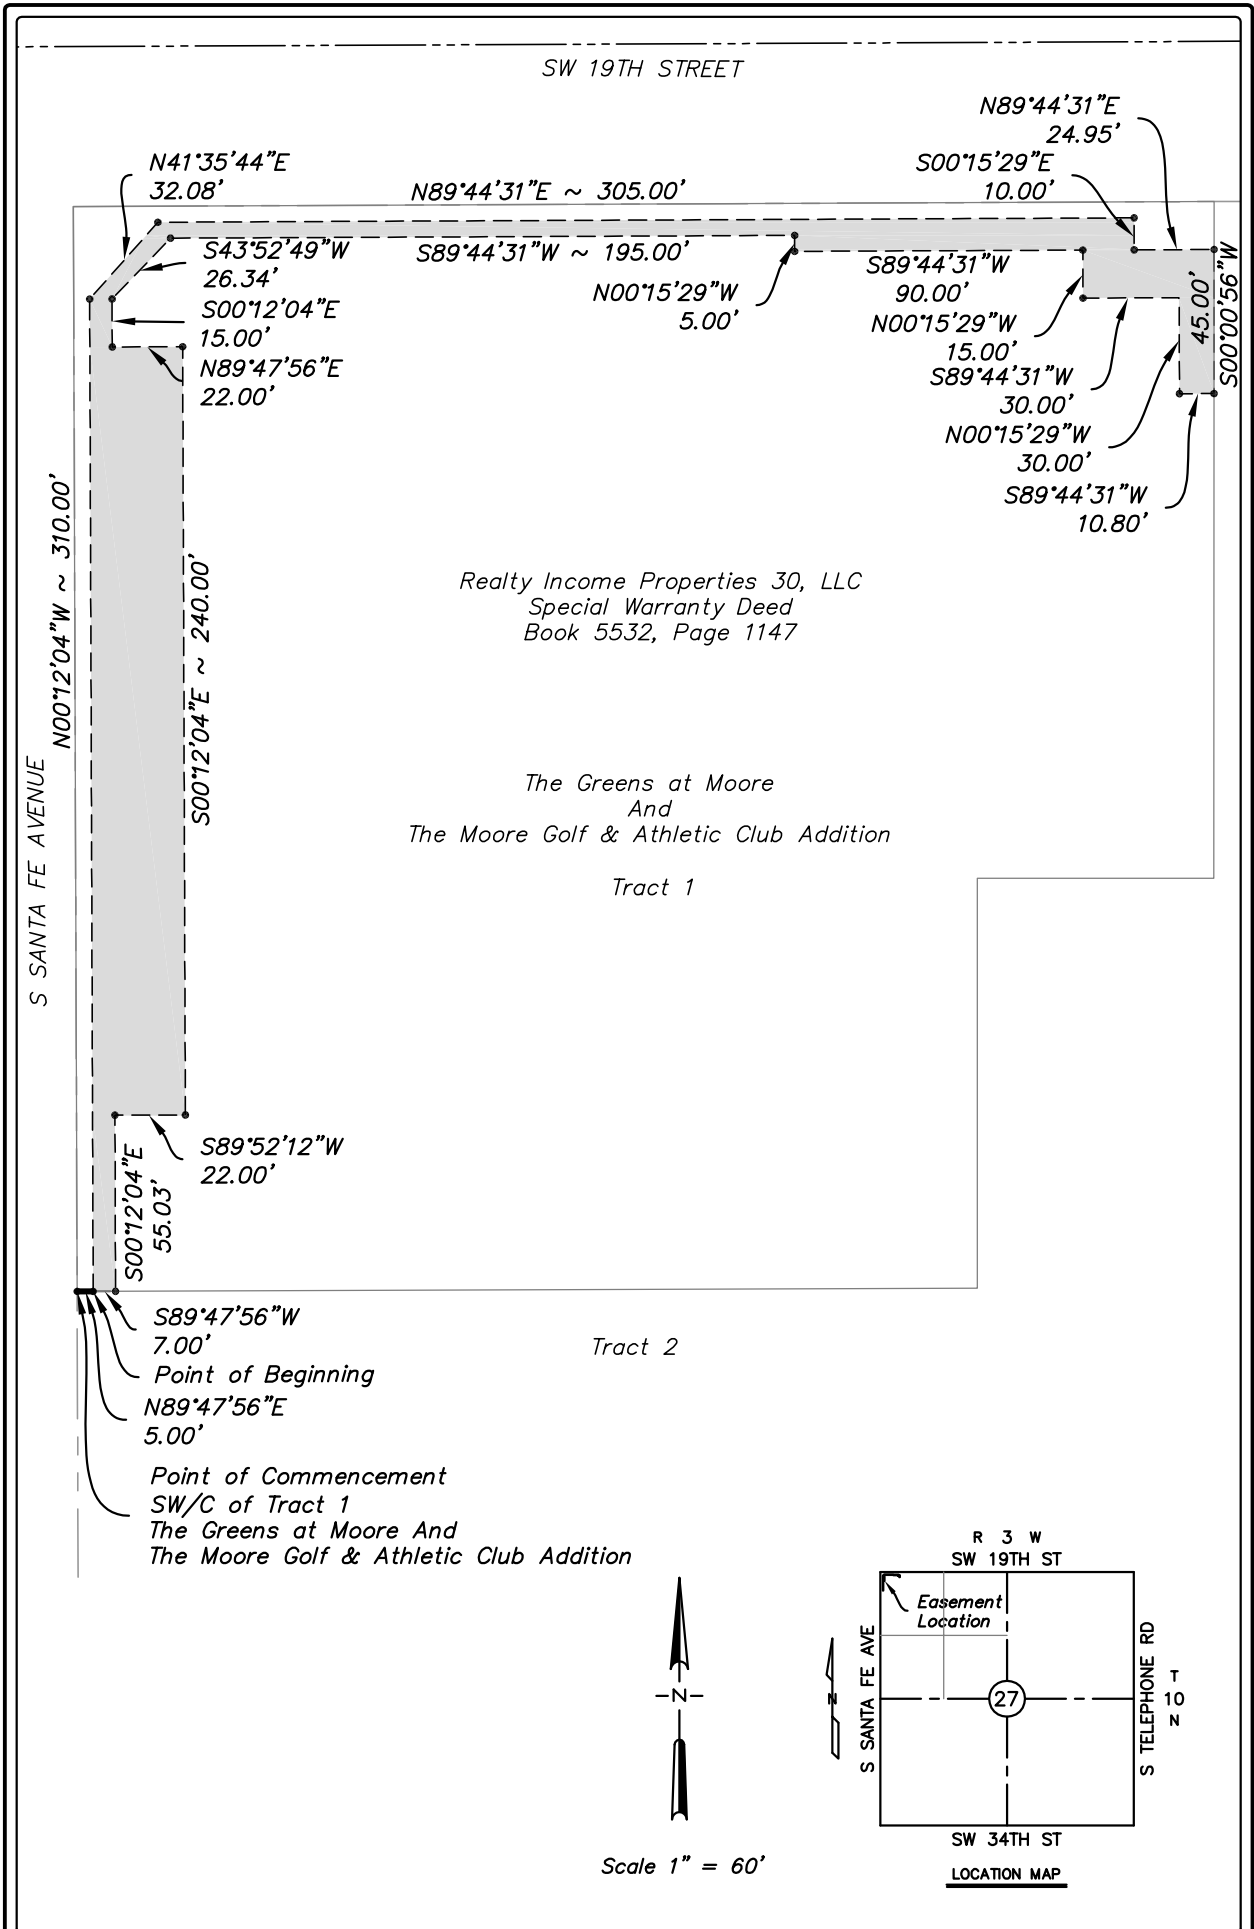 SW 19TH STREET
N89°44'31"E
24.95'
S00°15'29"E
10.00'
N41°35'44"E
32.08'
N89°44'31"E ~ 305.00'
S43°52'49"W
26.34'
S89°44'31"W ~ 195.00'
S89°44'31"W
90.00'
N00°15'29"W
5.00'
45.00'
S00°00'56"W
S00°12'04"E
15.00'
N00°15'29"W
15.00'
N89°47'56"E
22.00'
S89°44'31"W
30.00'
N00°15'29"W
30.00'
S89°44'31"W
10.80'
N00°12'04"W ~ 310.00'
S00°12'04"E ~ 240.00'
Realty Income Properties 30, LLC
Special Warranty Deed
Book 5532, Page 1147
S SANTA FE AVENUE
The Greens at Moore
And
The Moore Golf & Athletic Club Addition
Tract 1
S89°52'12"W
22.00'
S00°12'04"E
55.03'
S89°47'56"W
7.00'
Point of Beginning
Tract 2
N89°47'56"E
5.00'
Point of Commencement
SW/C of Tract 1
The Greens at Moore And
The Moore Golf & Athletic Club Addition
-N-
Scale 1" = 60'
R 3 W
SW 19TH ST
Easement
Location
S SANTA FE AVE
N
27
S TELEPHONE RD
T
10
N
SW 34TH ST
LOCATION MAP